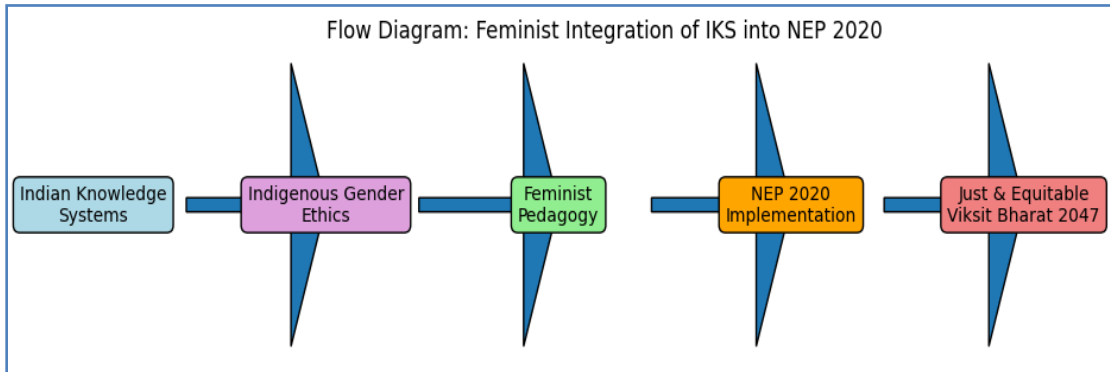 Flow Diagram: Feminist Integration of IKS into NEP 2020
Indian Knowledge
Systems
Indigenous Gender
Ethics
Feminist
Pedagogy
NEP 2020
Implementation
Just & Equitable
Viksit Bharat 2047